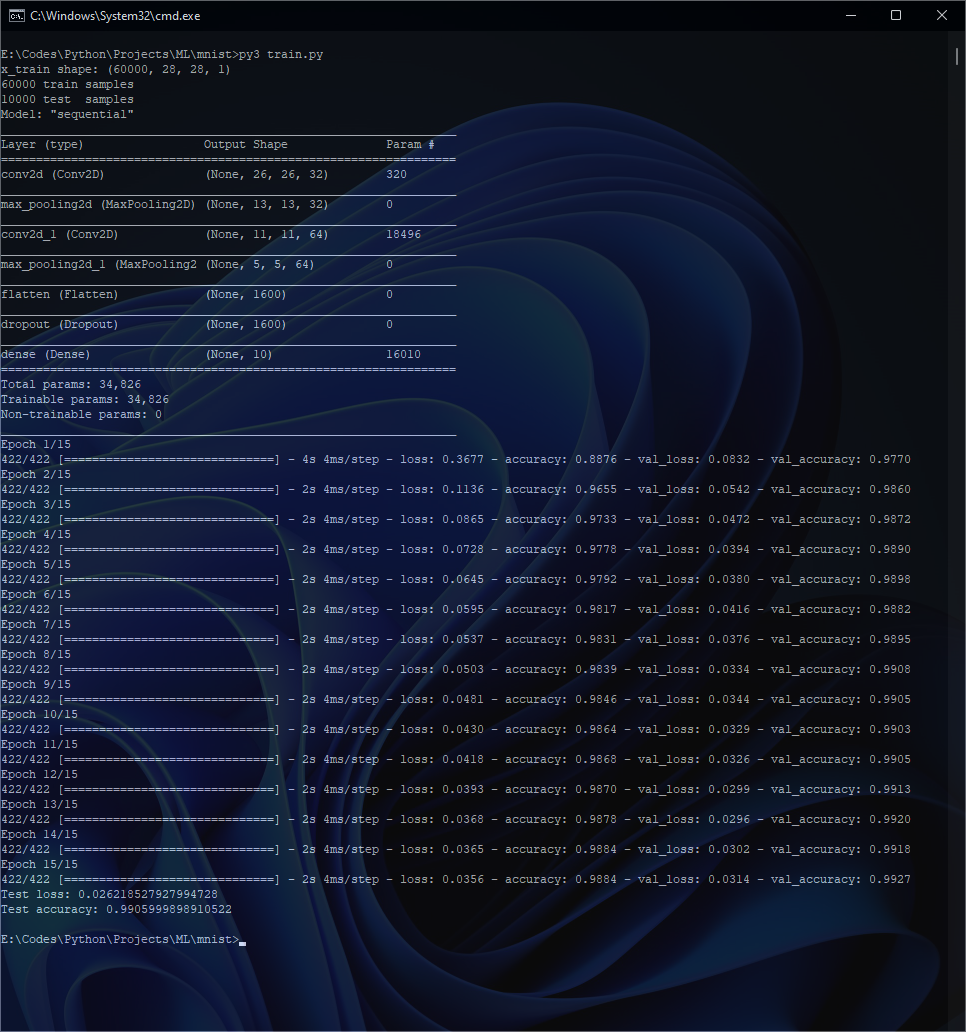 C:\Windows\System32\cmd.exe
E:\Codes\Python\Projects\ML\mnist>py3 train.py
x_train shape: (60000, 28, 28, 1)
60000 train samples
10000 test  samples
Model: "sequential"
_________________________________________________________________
Layer (type)                 Output Shape              Param #
=================================================================
conv2d (Conv2D)              (None, 26, 26, 32)        320
_________________________________________________________________
max_pooling2d (MaxPooling2D) (None, 13, 13, 32)        0
_________________________________________________________________
conv2d_1 (Conv2D)            (None, 11, 11, 64)        18496
_________________________________________________________________
max_pooling2d_1 (MaxPooling2 (None, 5, 5, 64)          0
_________________________________________________________________
flatten (Flatten)            (None, 1600)              0
_________________________________________________________________
dropout (Dropout)            (None, 1600)              0
_________________________________________________________________
dense (Dense)                (None, 10)                16010
=================================================================
Total params: 34,826
Trainable params: 34,826
Non-trainable params: 0
_________________________________________________________________
Epoch 1/15
422/422 [==============================] - 4s 4ms/step - loss: 0.3677 - accuracy: 0.8876 - val_loss: 0.0832 - val_accuracy: 0.9770
Epoch 2/15
422/422 [==============================] - 2s 4ms/step - loss: 0.1136 - accuracy: 0.9655 - val_loss: 0.0542 - val_accuracy: 0.9860
Epoch 3/15
422/422 [==============================] - 2s 4ms/step - loss: 0.0865 - accuracy: 0.9733 - val_loss: 0.0472 - val_accuracy: 0.9872
Epoch 4/15
422/422 [==============================] - 2s 4ms/step - loss: 0.0728 - accuracy: 0.9778 - val_loss: 0.0394 - val_accuracy: 0.9890
Epoch 5/15
422/422 [==============================] - 2s 4ms/step - loss: 0.0645 - accuracy: 0.9792 - val_loss: 0.0380 - val_accuracy: 0.9898
Epoch 6/15
422/422 [==============================] - 2s 4ms/step - loss: 0.0595 - accuracy: 0.9817 - val_loss: 0.0416 - val_accuracy: 0.9882
Epoch 7/15
422/422 [==============================] - 2s 4ms/step - loss: 0.0537 - accuracy: 0.9831 - val_loss: 0.0376 - val_accuracy: 0.9895
Epoch 8/15
422/422 [==============================] - 2s 4ms/step - loss: 0.0503 - accuracy: 0.9839 - val_loss: 0.0334 - val_accuracy: 0.9908
Epoch 9/15
422/422 [==============================] - 2s 4ms/step - loss: 0.0481 - accuracy: 0.9846 - val_loss: 0.0344 - val_accuracy: 0.9905
Epoch 10/15
422/422 [==============================] - 2s 4ms/step - loss: 0.0430 - accuracy: 0.9864 - val_loss: 0.0329 - val_accuracy: 0.9903
Epoch 11/15
422/422 [==============================] - 2s 4ms/step - loss: 0.0418 - accuracy: 0.9868 - val_loss: 0.0326 - val_accuracy: 0.9905
Epoch 12/15
422/422 [==============================] - 2s 4ms/step - loss: 0.0393 - accuracy: 0.9870 - val_loss: 0.0299 - val_accuracy: 0.9913
Epoch 13/15
422/422 [==============================] - 2s 4ms/step - loss: 0.0368 - accuracy: 0.9878 - val_loss: 0.0296 - val_accuracy: 0.9920
Epoch 14/15
422/422 [==============================] - 2s 4ms/step - loss: 0.0365 - accuracy: 0.9884 - val_loss: 0.0302 - val_accuracy: 0.9918
Epoch 15/15
422/422 [==============================] - 2s 4ms/step - loss: 0.0356 - accuracy: 0.9884 - val_loss: 0.0314 - val_accuracy: 0.9927
Test loss: 0.026218527927994728
Test accuracy: 0.9905999898910522
E:\Codes\Python\Projects\ML\mnist>